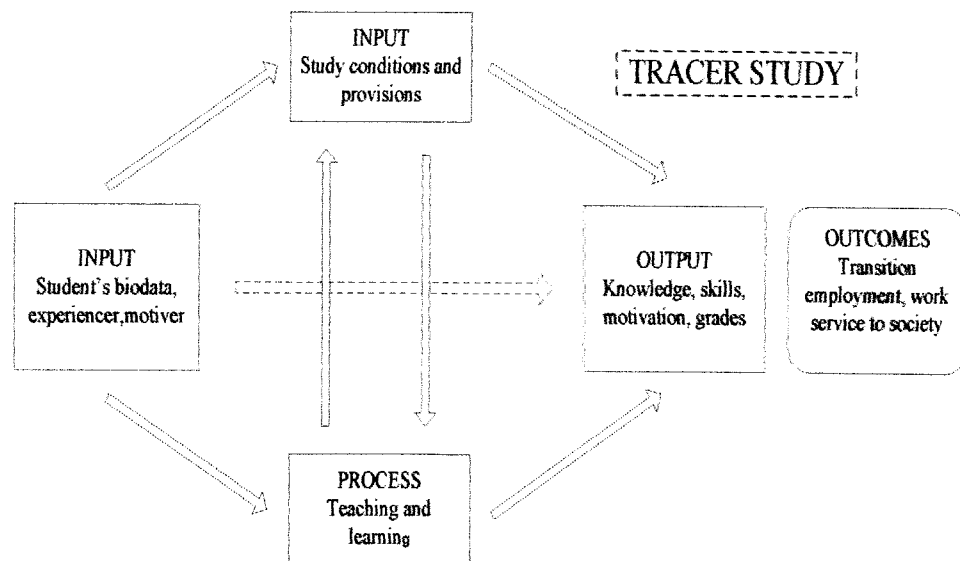 INPUT
Study conditions and
provisions
TRACER STUDY
INPUT
Student's biodata,
experiencer,motiver
OUTPUT
Knowledge, skills,
motivation, grades
OUTCOMES
Transition
employment, work
service to society
PROCESS
Teaching and
learning